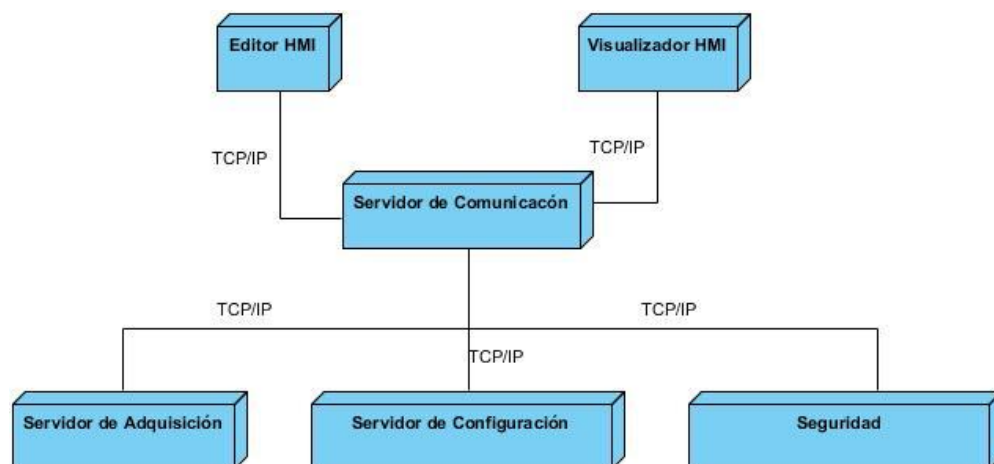 Editor HMI
Visualizador HMI
TCP/IP
TCP/IP
Servidor de Comunicacón
TCP/IP
TCP/IP
TCP/IP
Servidor de Adquisición
Servidor de Configuración
Seguridad